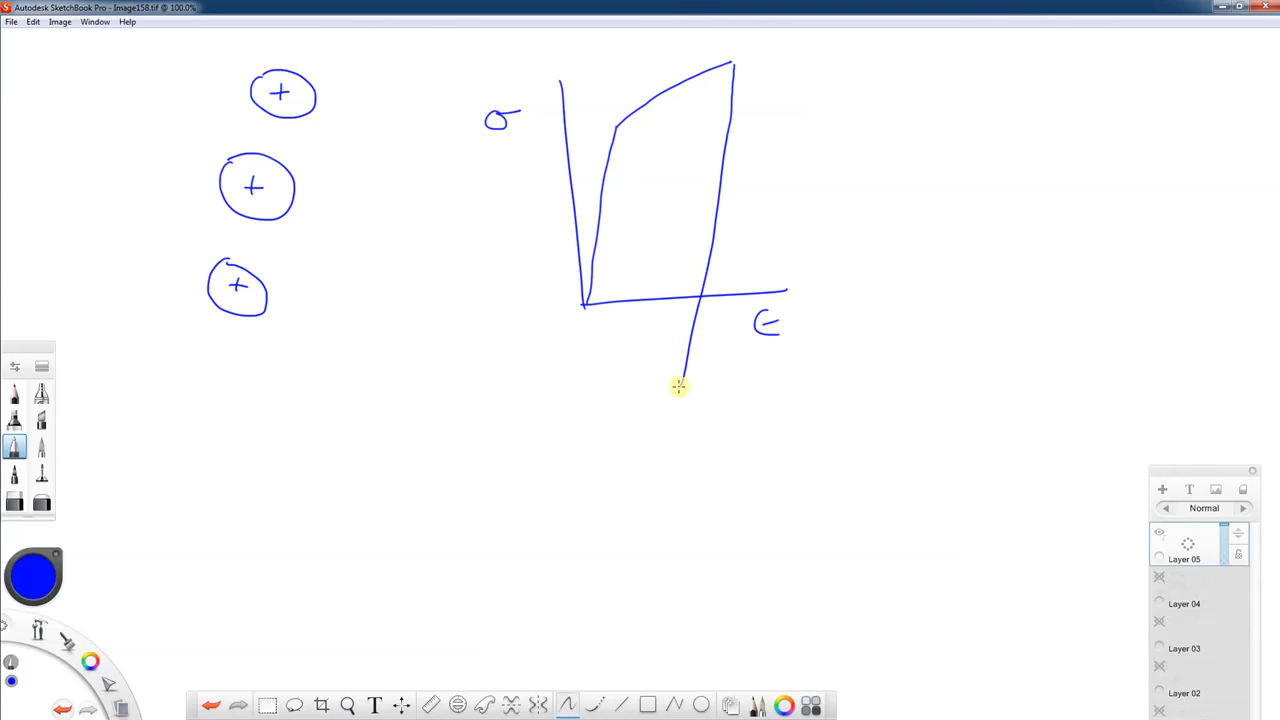 Autodesk SketchBook Pro - Image158.tif @ 100.0%
File Edit Image Window Help
+
σ
+
+
ϵ
Normal
Layer 05
Layer 04
Layer 03
Layer 02
T
T